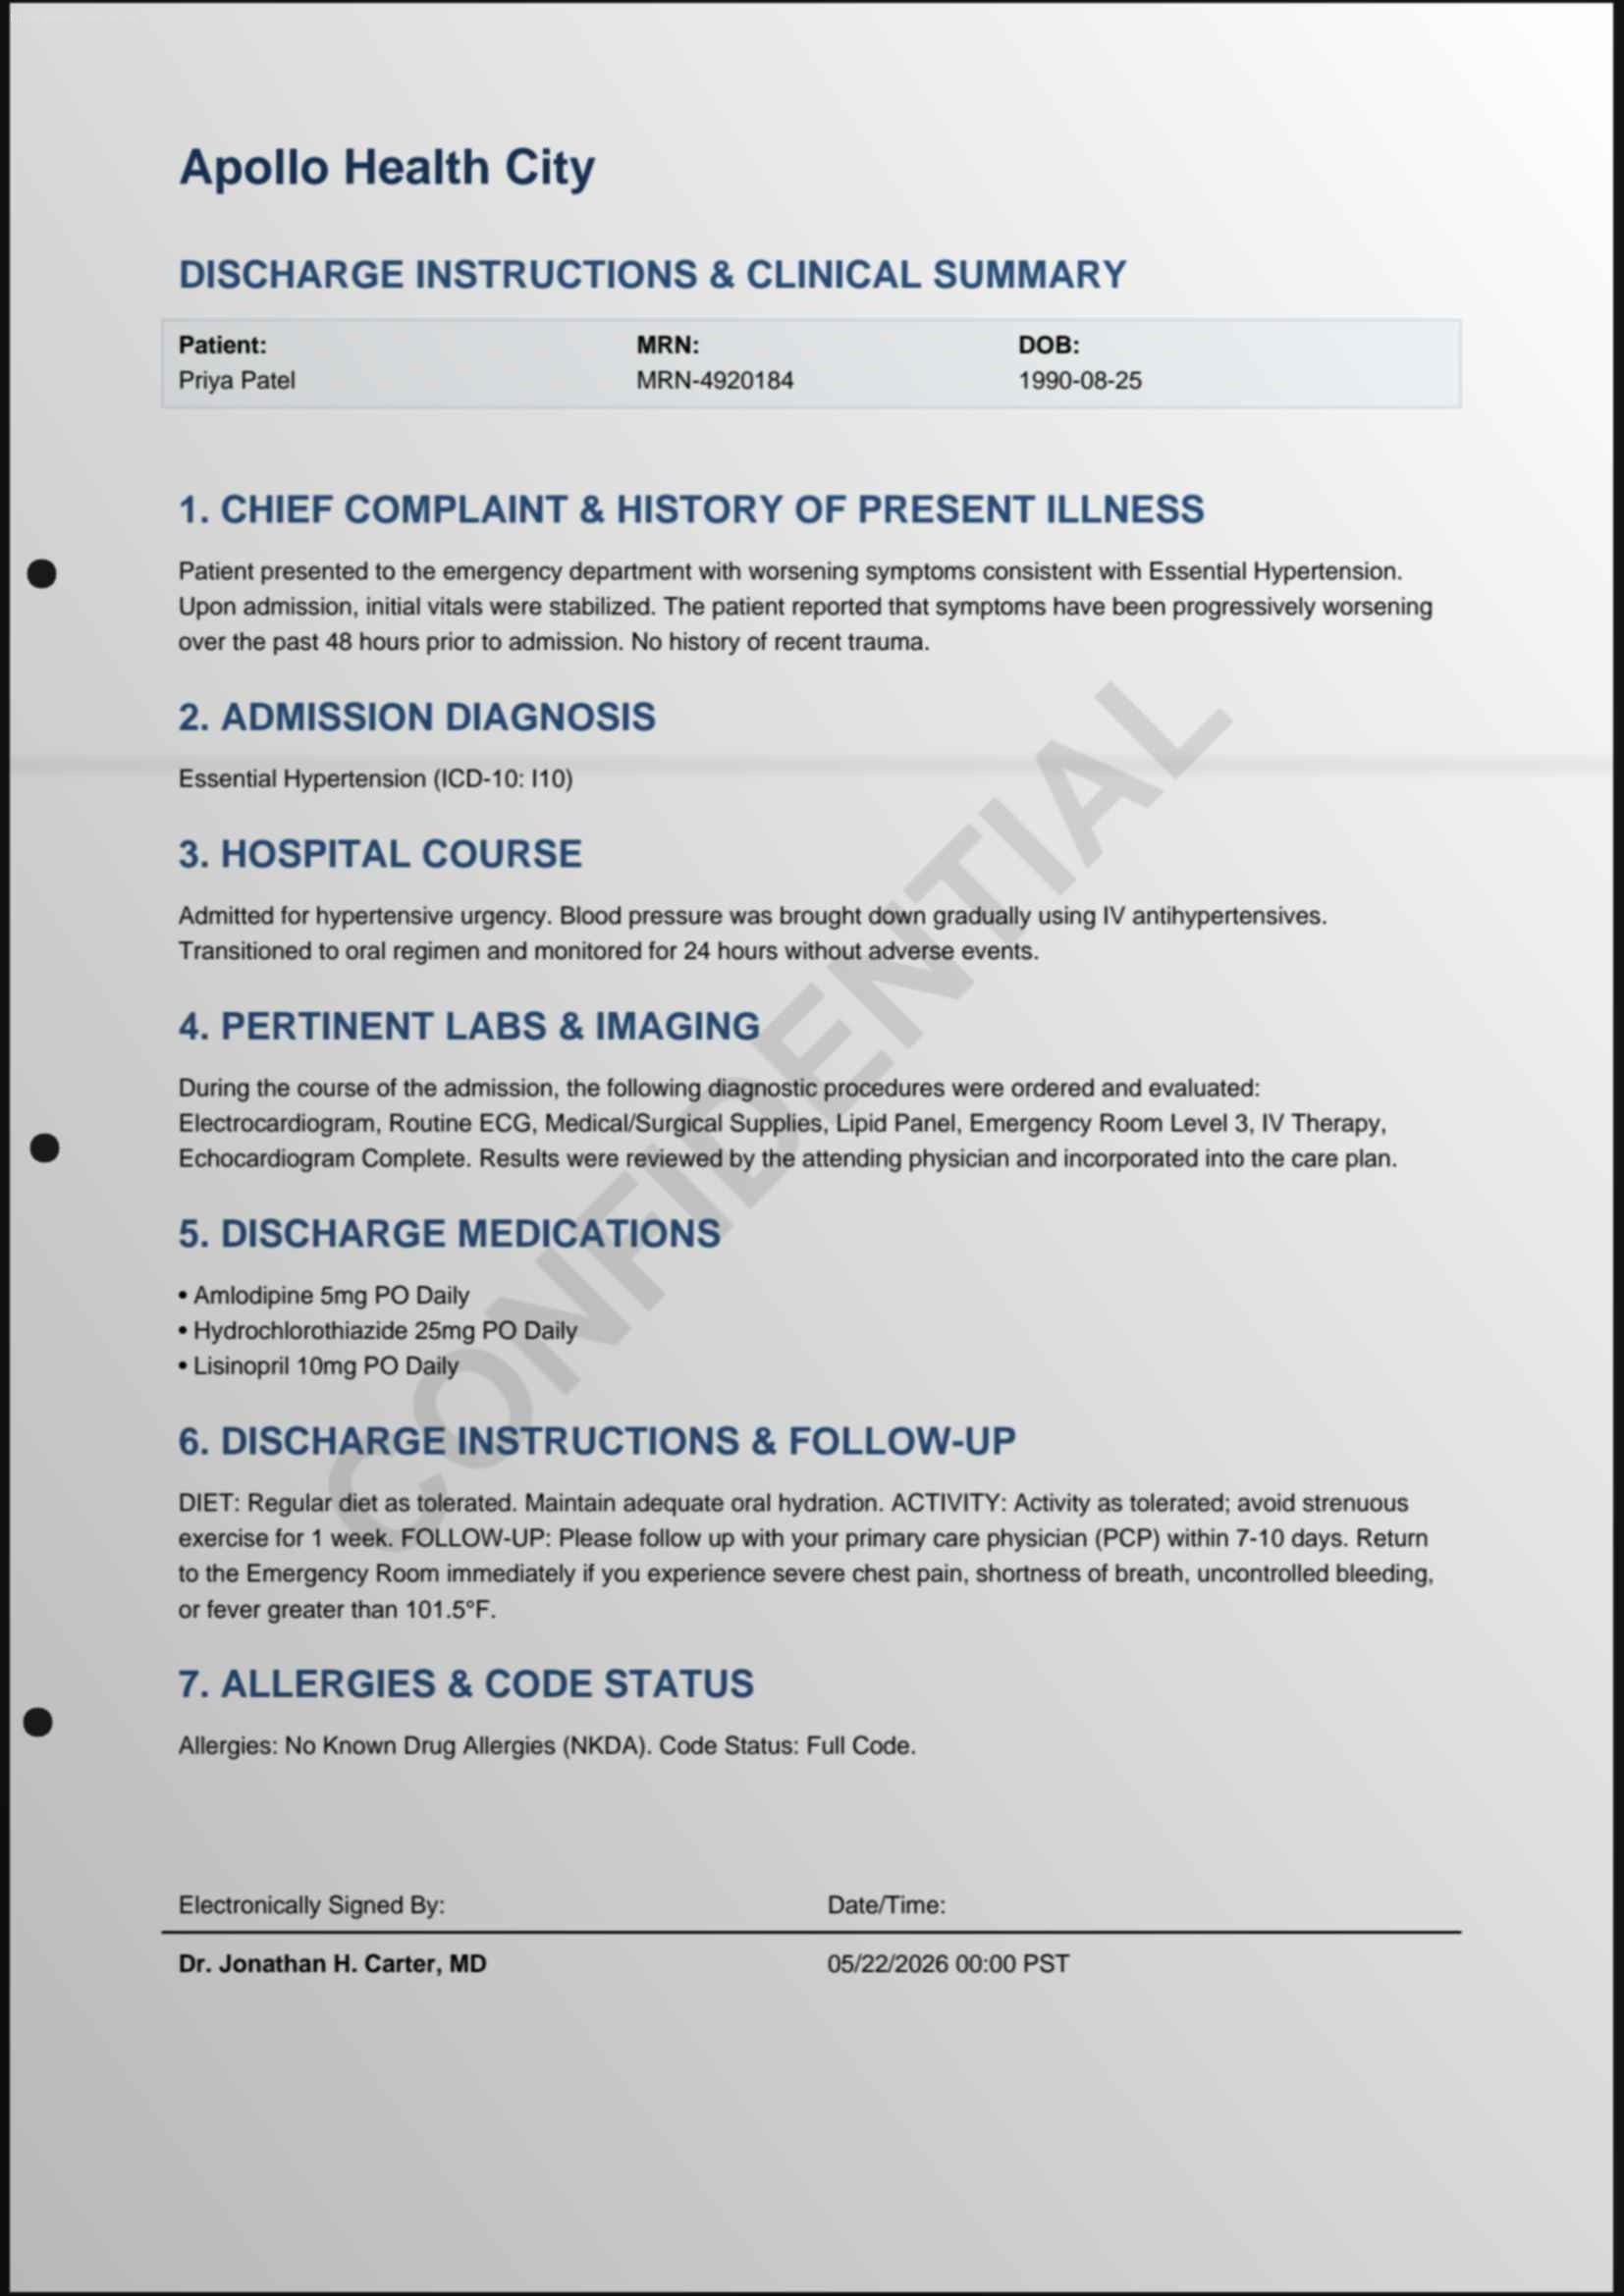 Apollo Health City
DISCHARGE INSTRUCTIONS & CLINICAL SUMMARY
Patient: MRN: DOB:
Priya Patel MRN-4920184 1990-08-25
1. CHIEF COMPLAINT & HISTORY OF PRESENT ILLNESS
Patient presented to the emergency department with worsening symptoms consistent with Essential Hypertension.
Upon admission, initial vitals were stabilized. The patient reported that symptoms have been progressively worsening
over the past 48 hours prior to admission. No history of recent trauma.
2. ADMISSION DIAGNOSIS
Essential Hypertension (ICD-10: I10)
3. HOSPITAL COURSE
Admitted for hypertensive urgency. Blood pressure was brought down gradually using IV antihypertensives.
Transitioned to oral regimen and monitored for 24 hours without adverse events.
4. PERTINENT LABS & IMAGING
During the course of the admission, the following diagnostic procedures were ordered and evaluated:
Electrocardiogram, Routine ECG, Medical/Surgical Supplies, Lipid Panel, Emergency Room Level 3, IV Therapy,
Echocardiogram Complete. Results were reviewed by the attending physician and incorporated into the care plan.
5. DISCHARGE MEDICATIONS
• Amlodipine 5mg PO Daily
• Hydrochlorothiazide 25mg PO Daily
• Lisinopril 10mg PO Daily
6. DISCHARGE INSTRUCTIONS & FOLLOW-UP
DIET: Regular diet as tolerated. Maintain adequate oral hydration. ACTIVITY: Activity as tolerated; avoid strenuous
exercise for 1 week. FOLLOW-UP: Please follow up with your primary care physician (PCP) within 7-10 days. Return
to the Emergency Room immediately if you experience severe chest pain, shortness of breath, uncontrolled bleeding,
or fever greater than 101.5°F.
7. ALLERGIES & CODE STATUS
Allergies: No Known Drug Allergies (NKDA). Code Status: Full Code.
Electronically Signed By: Date/Time:
Dr. Jonathan H. Carter, MD 05/22/2026 00:00 PST
CONFIDENTIAL